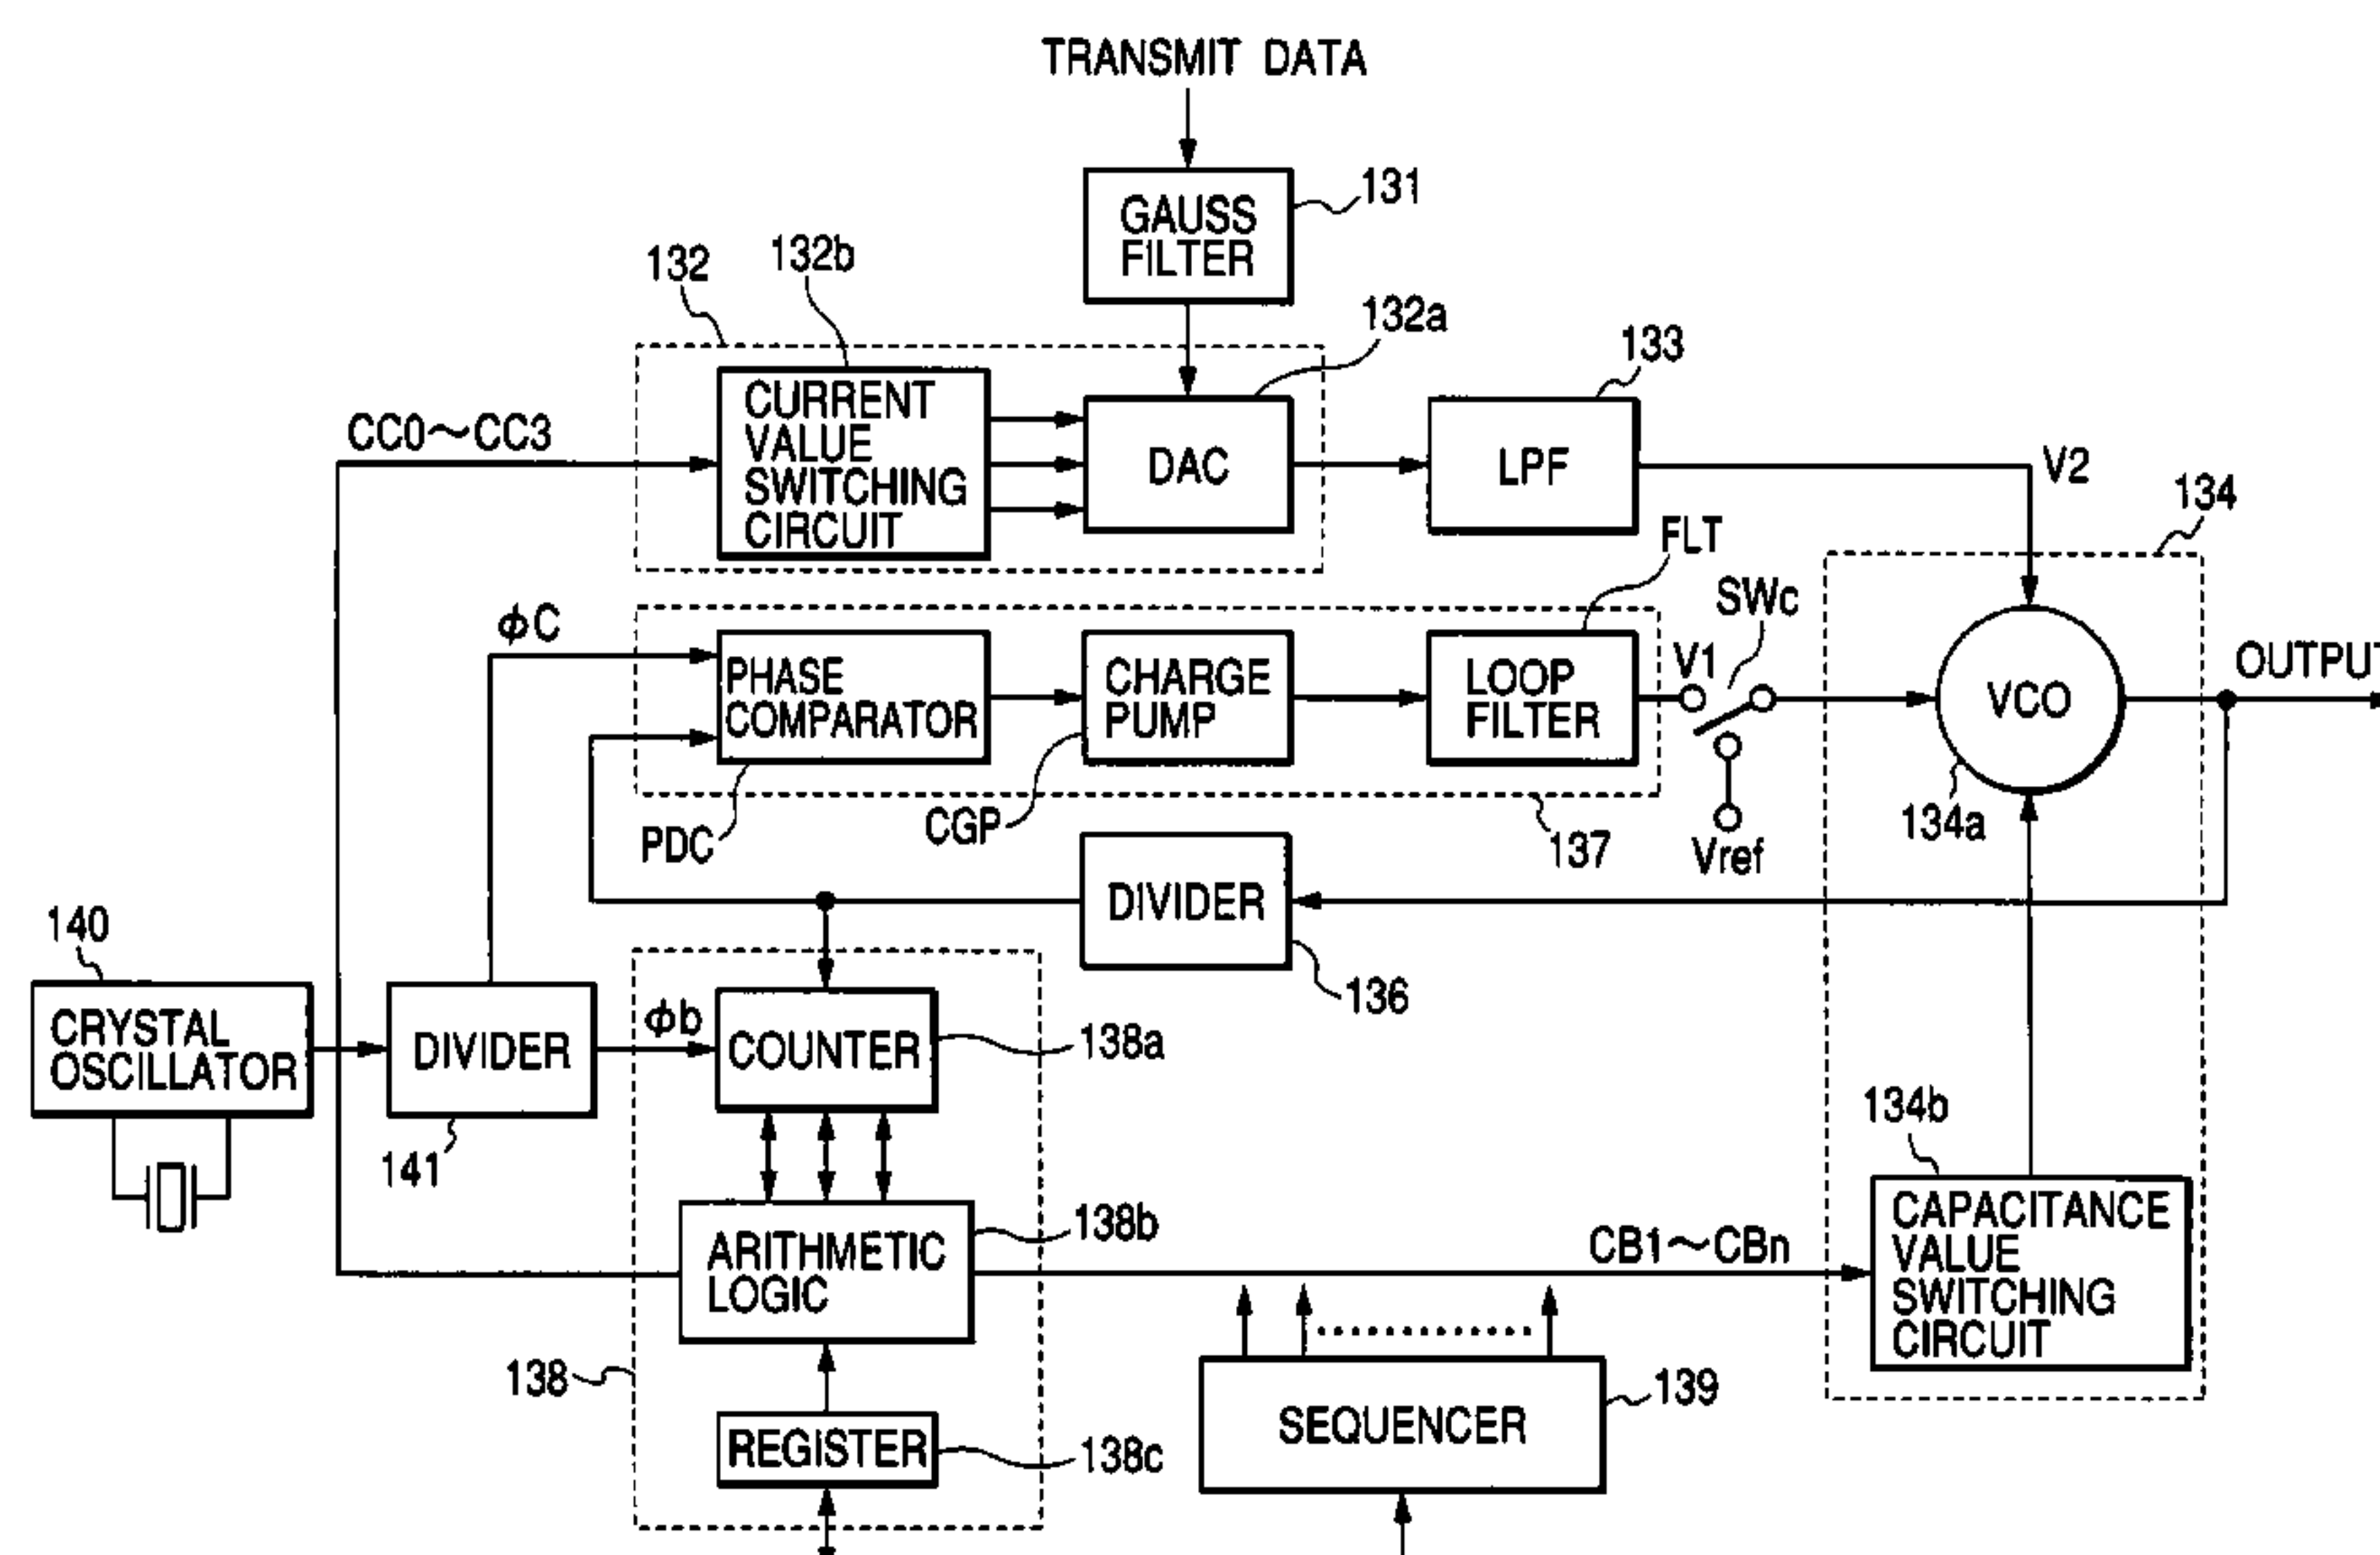 TRANSMIT DATA
GAUSS
FILTER
131
132
132b
132a
133
CURRENT
VALUE
SWITCHING
CIRCUIT
DAC
LPF
CC0～CC3
V2
134
FLT
SWc
ϕC
PHASE
COMPARATOR
CHARGE
PUMP
LOOP
FILTER
V1
VCO
OUTPUT
134a
PDC
CGP
137
Vref
DIVIDER
136
140
CRYSTAL
OSCILLATOR
DIVIDER
141
ϕb
COUNTER
138a
134b
ARITHMETIC
LOGIC
138b
CB1～CBn
CAPACITANCE
VALUE
SWITCHING
CIRCUIT
138
REGISTER
138c
SEQUENCER
139